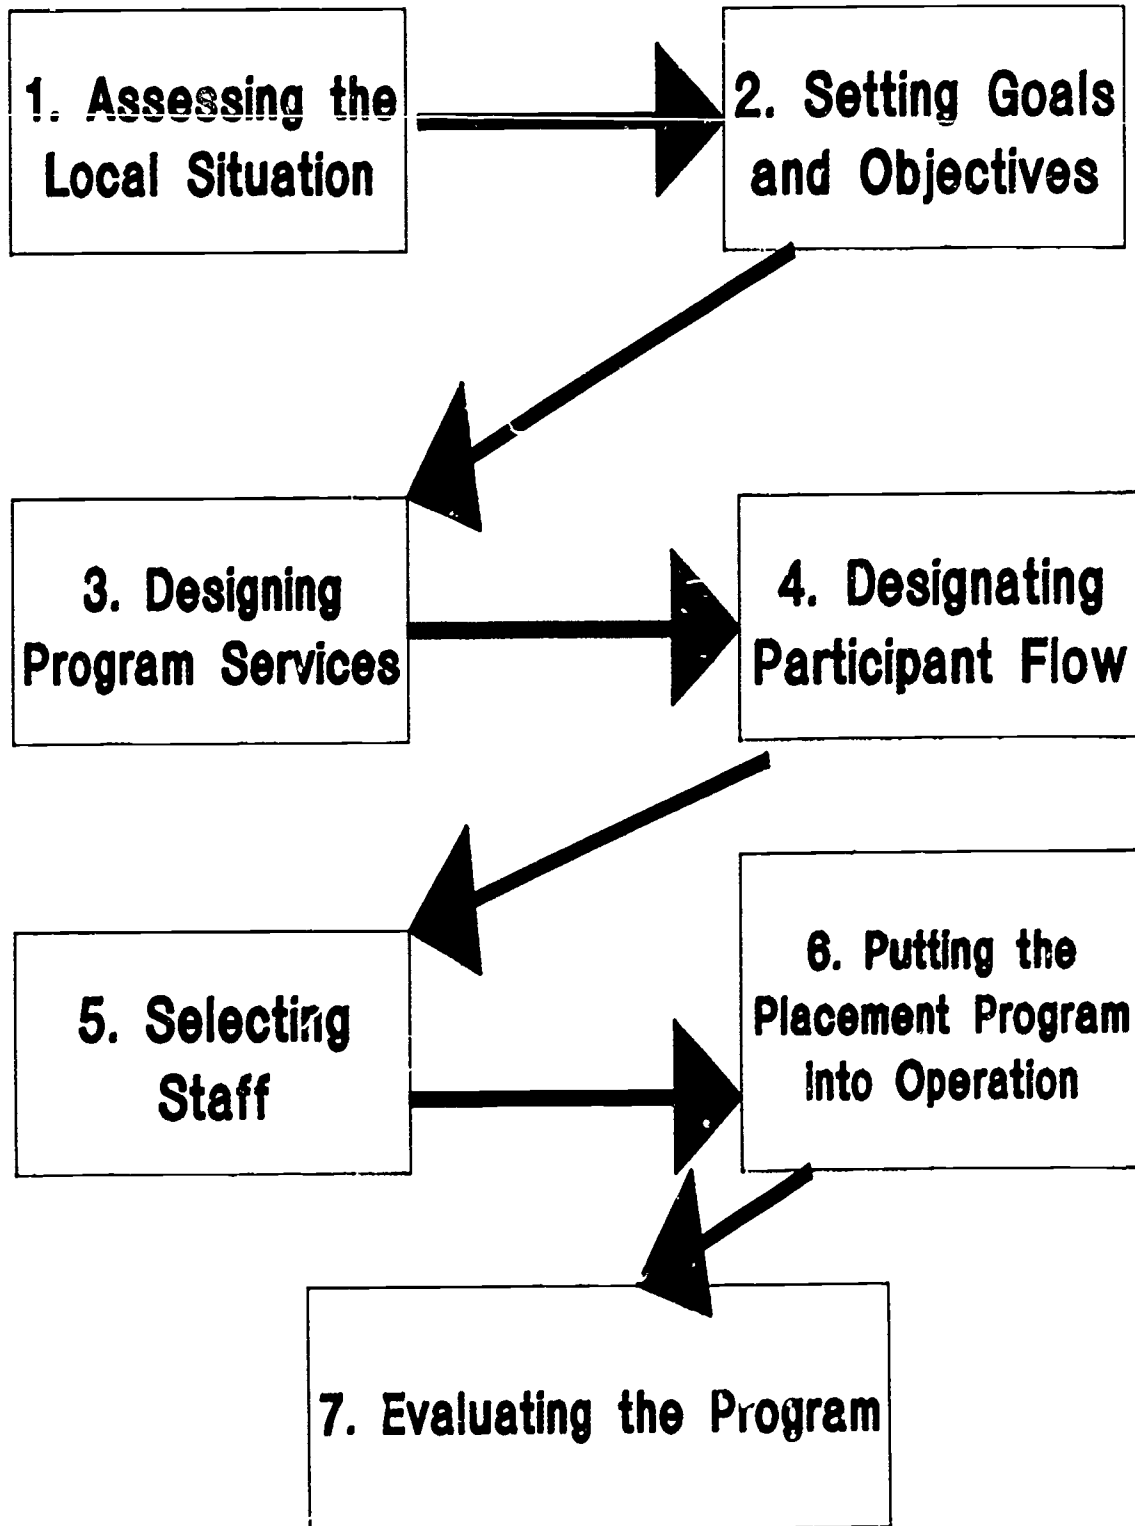 1. Assessing the
Local Situation
2. Setting Goals
and Objectives
3. Designing
Program Services
4. Designating
Participant Flow
5. Selecting
Staff
6. Putting the
Placement Program
into Operation
7. Evaluating the Program